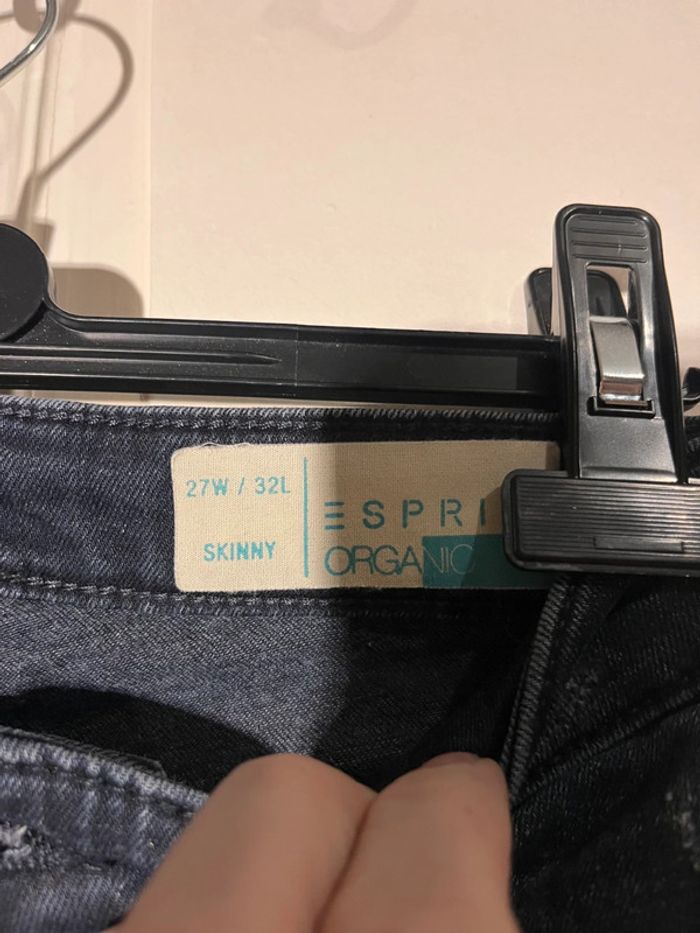 27W / 32L
SKINNY
ESPRI
ORGANIC